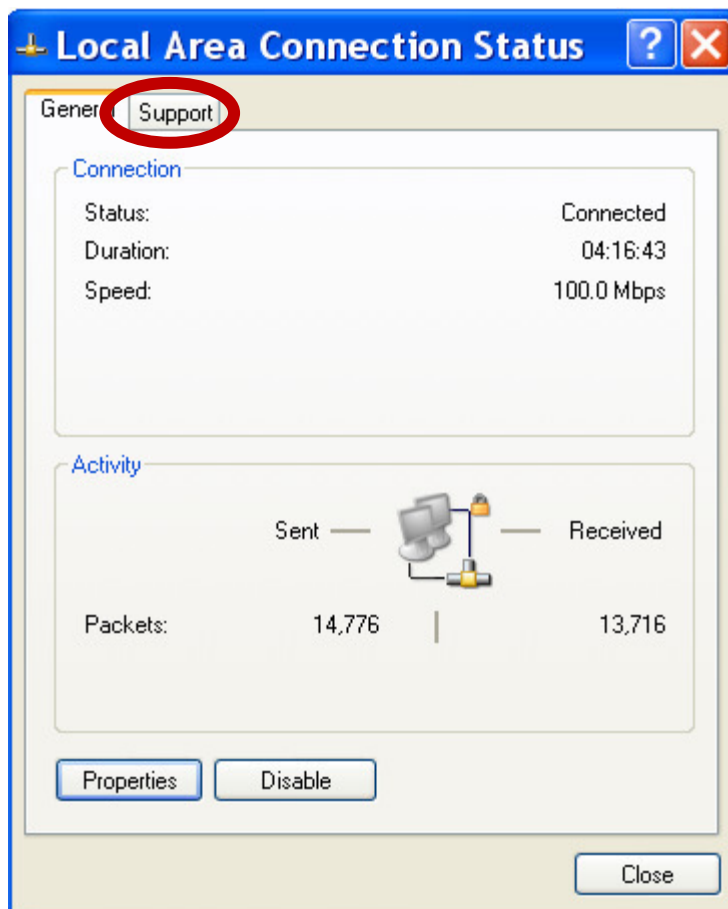 Local Area Connection Status
General Support
Connection
Status: Connected
Duration: 04:16:43
Speed: 100.0 Mbps
Activity
Sent Received
Packets: 14,776 13,716
Properties Disable
Close